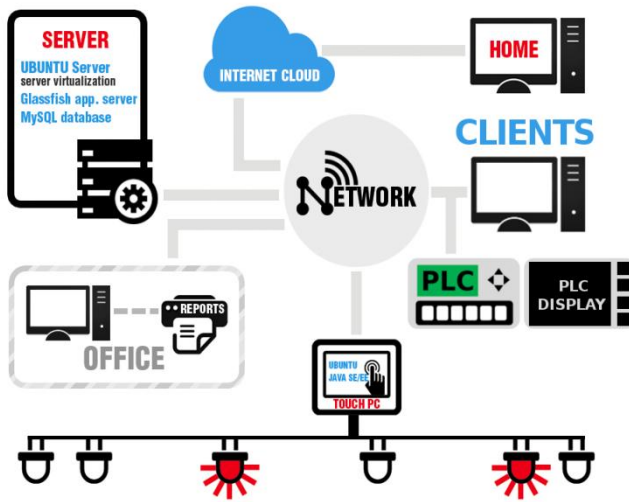 SERVER
UBUNTU Server
server virtualization
Glassfish app. server
MySQL database
INTERNET CLOUD
HOME
CLIENTS
NETWORK
PLC
PLC
DISPLAY
REPORTS
OFFICE
UBUNTU
JAVA SE/EE
TOUCH PC